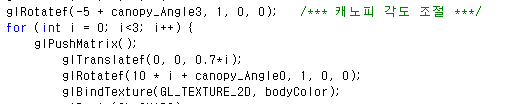 glRotatef(-5 + canopy_Angle3, 1, 0, 0);   /*** 캐노피 각도 조절 ***/
for (int i = 0; i<3; i++) {
    glPushMatrix();
        glTranslatef(0, 0, 0.7*i);
        glRotatef(10 * i + canopy_Angle0, 1, 0, 0);
        glBindTexture(GL_TEXTURE_2D, bodyColor);